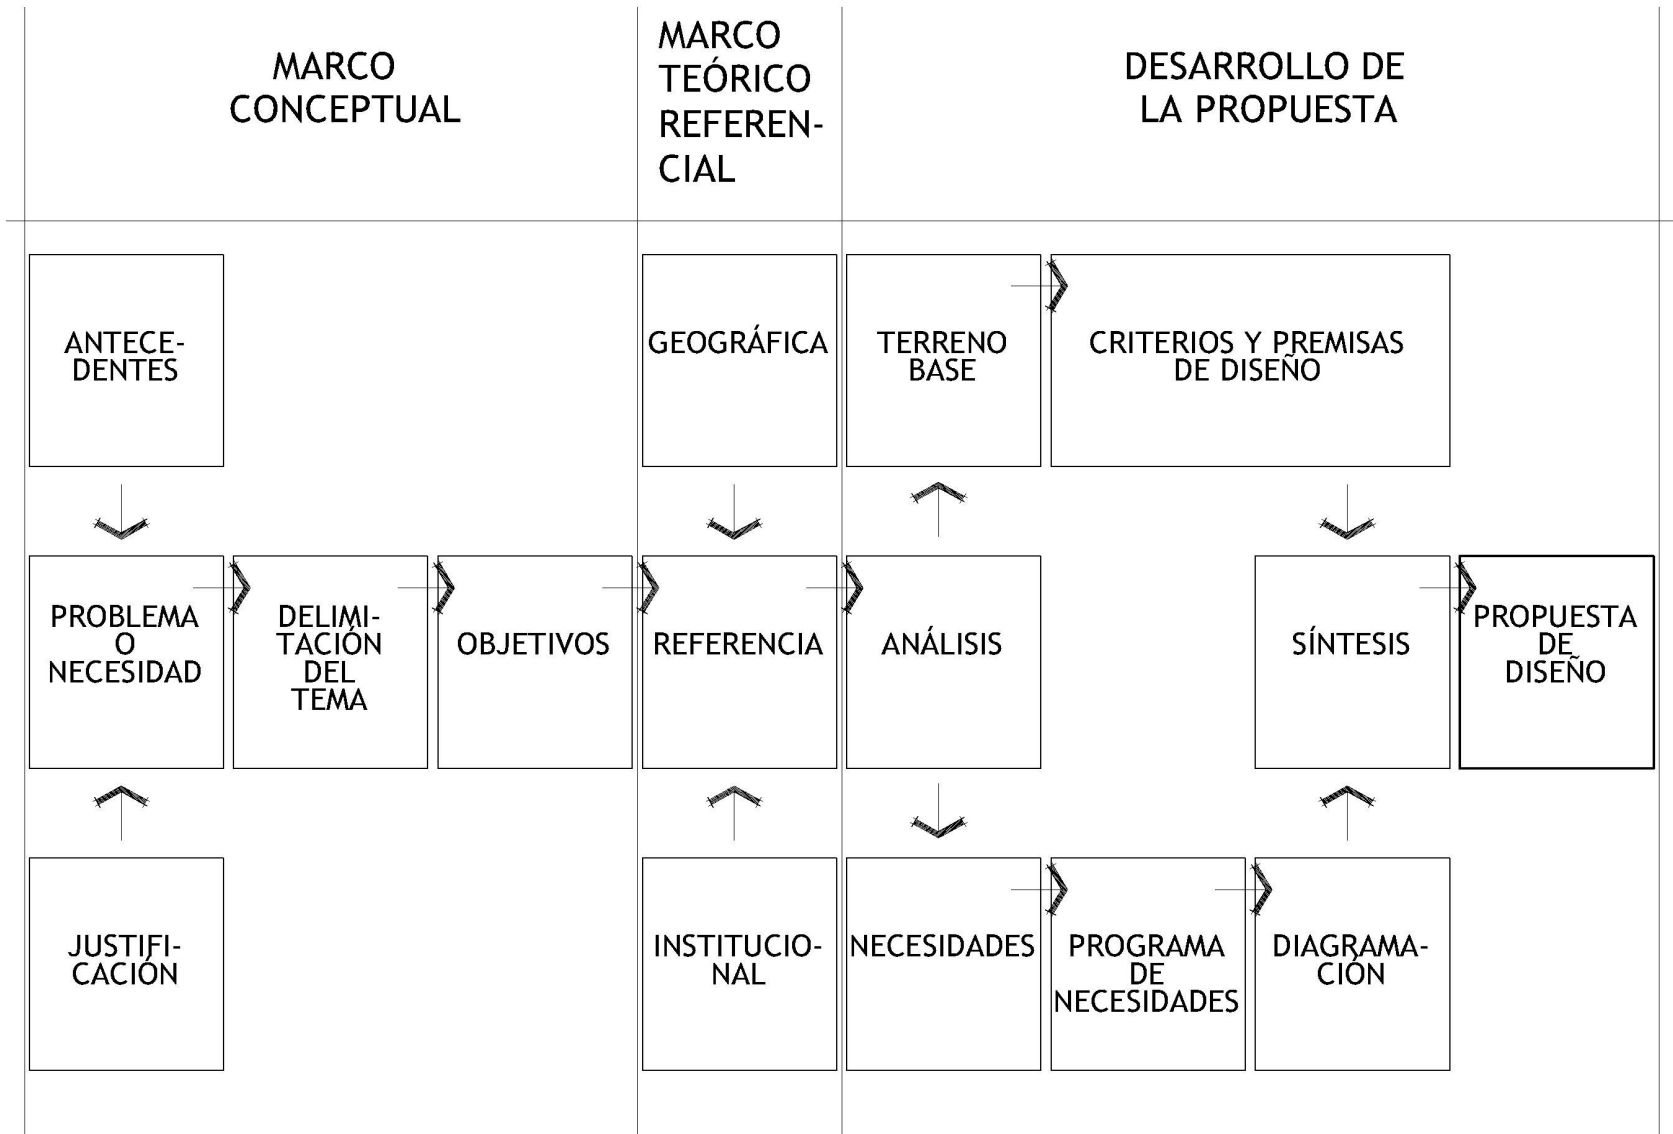 MARCO
CONCEPTUAL
MARCO
TEÓRICO
REFEREN-
CIAL
DESARROLLO DE
LA PROPUESTA
ANTECE-
DENTES
GEOGRÁFICA
TERRENO
BASE
CRITERIOS Y PREMISAS
DE DISEÑO
PROBLEMA
O
NECESIDAD
DELIMI-
TACIÓN
DEL
TEMA
OBJETIVOS
REFERENCIA
ANÁLISIS
SÍNTESIS
PROPUESTA
DE
DISEÑO
JUSTIFI-
CACIÓN
INSTITUCIO-
NAL
NECESIDADES
PROGRAMA
DE
NECESIDADES
DIAGRAMA-
CIÓN